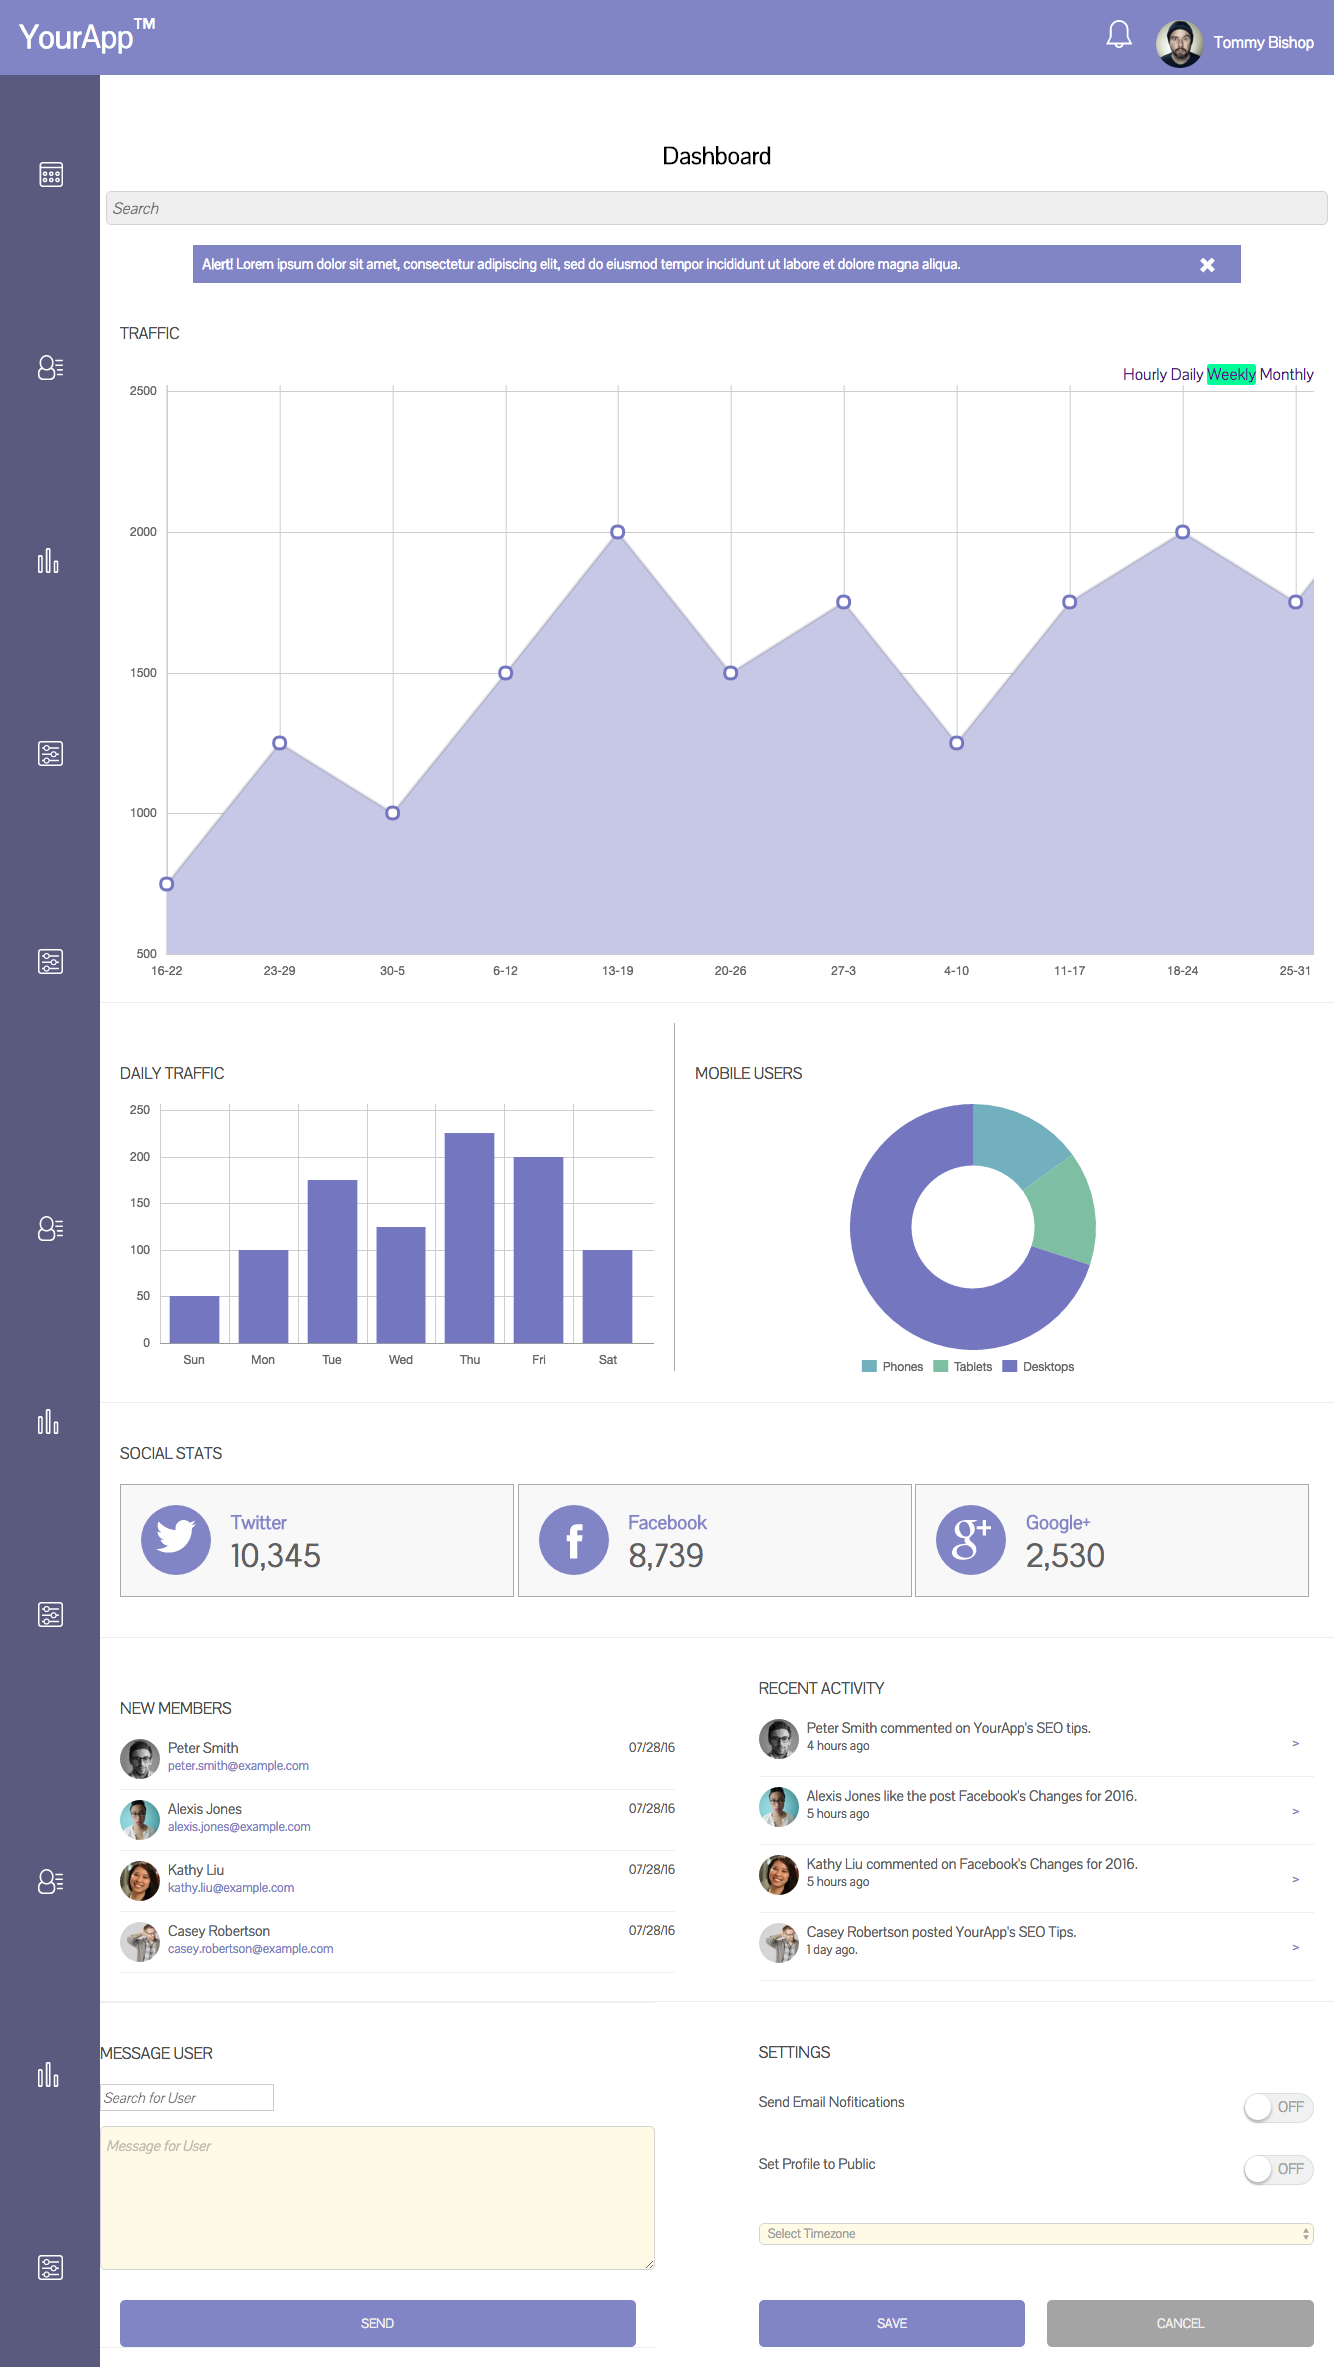 YourApp™
Tommy Bishop
Dashboard
Search
Alert! Lorem ipsum dolor sit amet, consectetur adipiscing elit, sed do eiusmod tempor incididunt ut labore et dolore magna aliqua.
TRAFFIC
Hourly Daily Weekly Monthly
2500
2000
1500
1000
500
16-22 23-29 30-5 6-12 13-19 20-26 27-3 4-10 11-17 18-24 25-31
DAILY TRAFFIC
250
200
150
100
50
0
Sun Mon Tue Wed Thu Fri Sat
MOBILE USERS
Phones Tablets Desktops
SOCIAL STATS
Twitter
10,345
Facebook
8,739
g+
Google+
2,530
NEW MEMBERS
Peter Smith 07/28/16
peter.smith@example.com
Alexis Jones 07/28/16
alexis.jones@example.com
Kathy Liu 07/28/16
kathy.liu@example.com
Casey Robertson 07/28/16
casey.robertson@example.com
RECENT ACTIVITY
Peter Smith commented on YourApp's SEO tips.
4 hours ago >
Alexis Jones like the post Facebook's Changes for 2016.
5 hours ago >
Kathy Liu commented on Facebook's Changes for 2016.
5 hours ago >
Casey Robertson posted YourApp's SEO Tips.
1 day ago. >
MESSAGE USER
Search for User
Message for User
SEND
SETTINGS
Send Email Nofitications OFF
Set Profile to Public OFF
Select Timezone
SAVE CANCEL